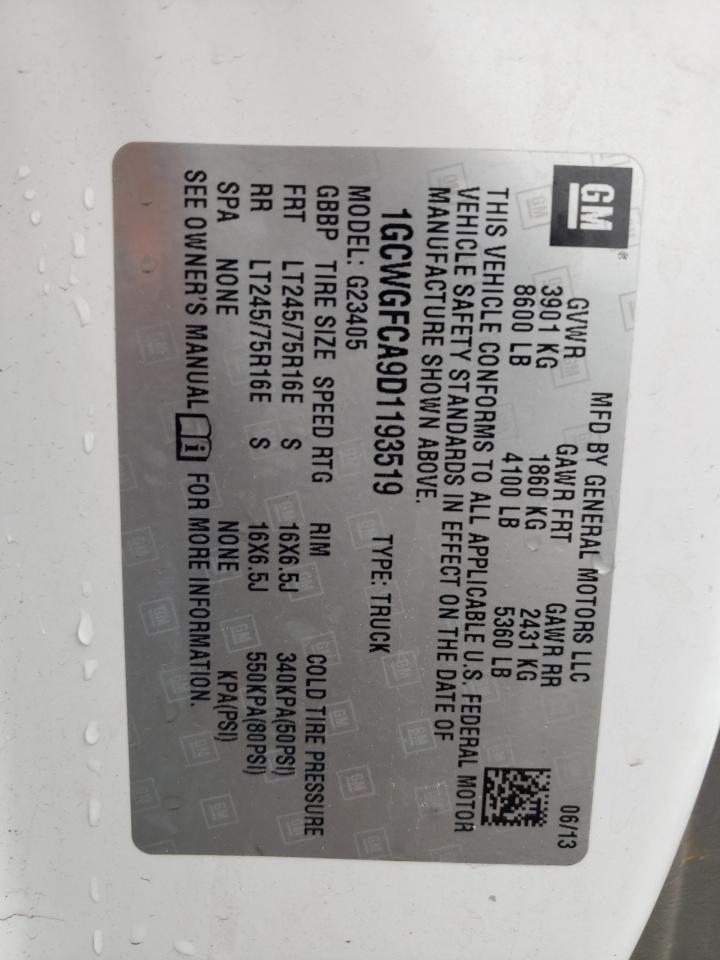 GM®
MFD BY GENERAL MOTORS LLC 06/13
GVWR GAWR FRT GAWR RR
3901 KG 1860 KG 2431 KG
8600 LB 4100 LB 5360 LB
THIS VEHICLE CONFORMS TO ALL APPLICABLE U.S. FEDERAL MOTOR
VEHICLE SAFETY STANDARDS IN EFFECT ON THE DATE OF
MANUFACTURE SHOWN ABOVE.
1GCWGFCA9D1193519 TYPE: TRUCK
MODEL: G23405
GBBP TIRE SIZE SPEED RTG RIM COLD TIRE PRESSURE
FRT LT245/75R16E S 16X6.5J 340KPA(50PSI)
RR LT245/75R16E S 16X6.5J 550KPA(80PSI)
SPA NONE NONE KPA(PSI)
SEE OWNER'S MANUAL FOR MORE INFORMATION.